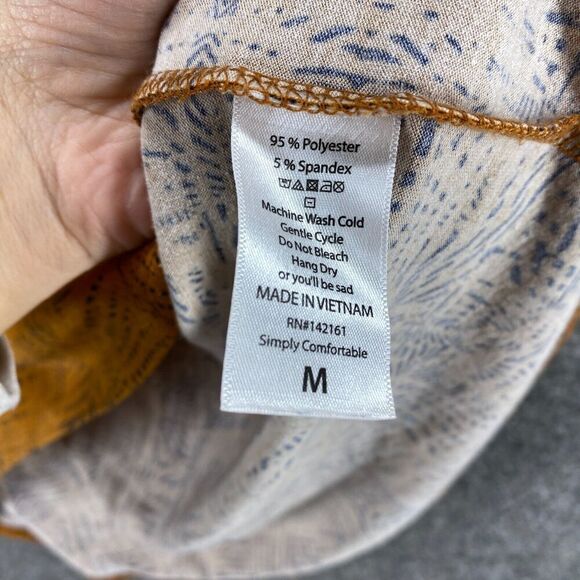 95 % Polyester
5 % Spandex
Machine Wash Cold
Gentle Cycle
Do Not Bleach
Hang Dry
or you'll be sad
MADE IN VIETNAM
RN#142161
Simply Comfortable
M